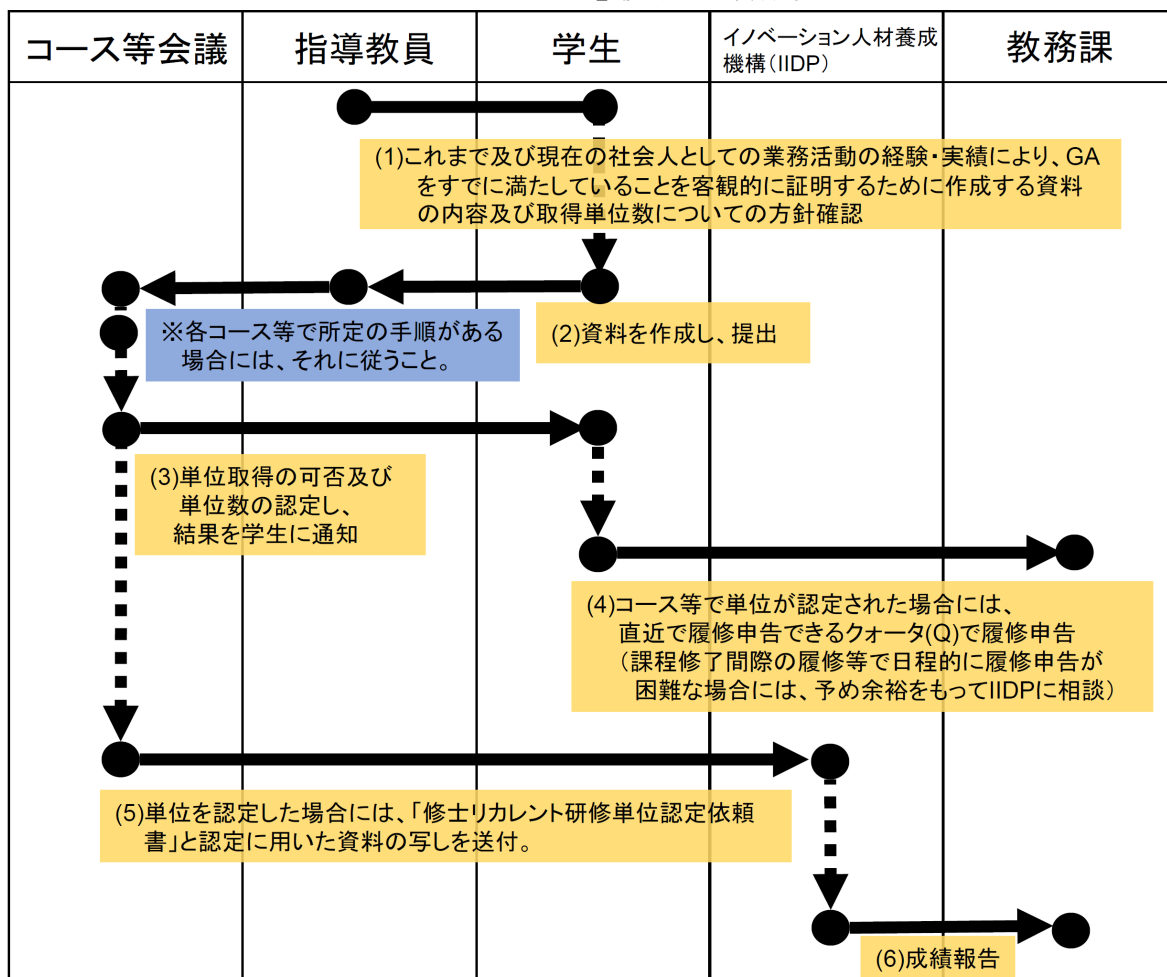 コース等会議
指導教員
学生
イノベーション人材養成
機構(IIDP)
教務課
(1)これまで及び現在の社会人としての業務活動の経験・実績により、GA
をすでに満たしていることを客観的に証明するために作成する資料
の内容及び取得単位数についての方針確認
※各コース等で所定の手順がある
場合には、それに従うこと。
(2)資料を作成し、提出
(3)単位取得の可否及び
単位数の認定し、
結果を学生に通知
(4)コース等で単位が認定された場合には、
直近で履修申告できるクォータ(Q)で履修申告
(課程修了間際の履修等で日程的に履修申告が
困難な場合には、予め余裕をもってIIDPに相談)
(5)単位を認定した場合には、「修士リカレント研修単位認定依頼
書」と認定に用いた資料の写しを送付。
(6)成績報告